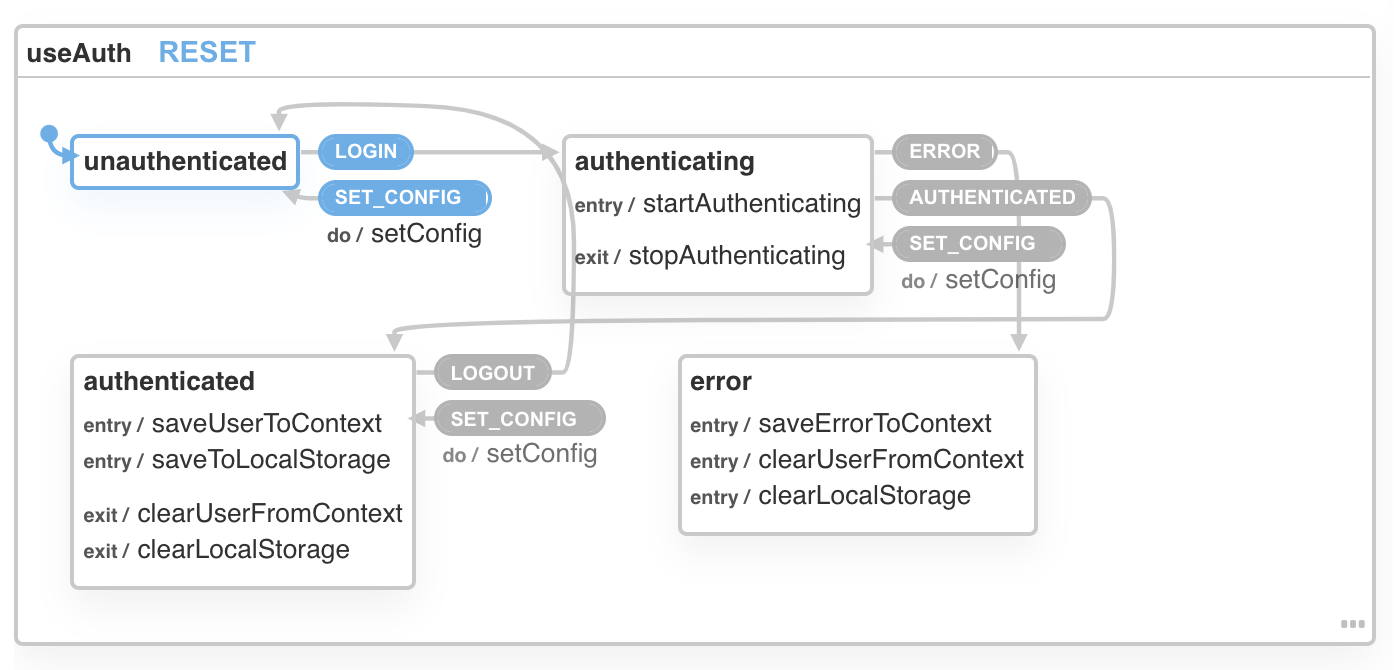 useAuth RESET
unauthenticated
LOGIN
SET_CONFIG
do / setConfig
authenticating
entry / startAuthenticating
exit / stopAuthenticating
ERROR
AUTHENTICATED
SET_CONFIG
do / setConfig
authenticated
entry / saveUserToContext
entry / saveToLocalStorage
exit / clearUserFromContext
exit / clearLocalStorage
LOGOUT
SET_CONFIG
do / setConfig
error
entry / saveErrorToContext
entry / clearUserFromContext
entry / clearLocalStorage